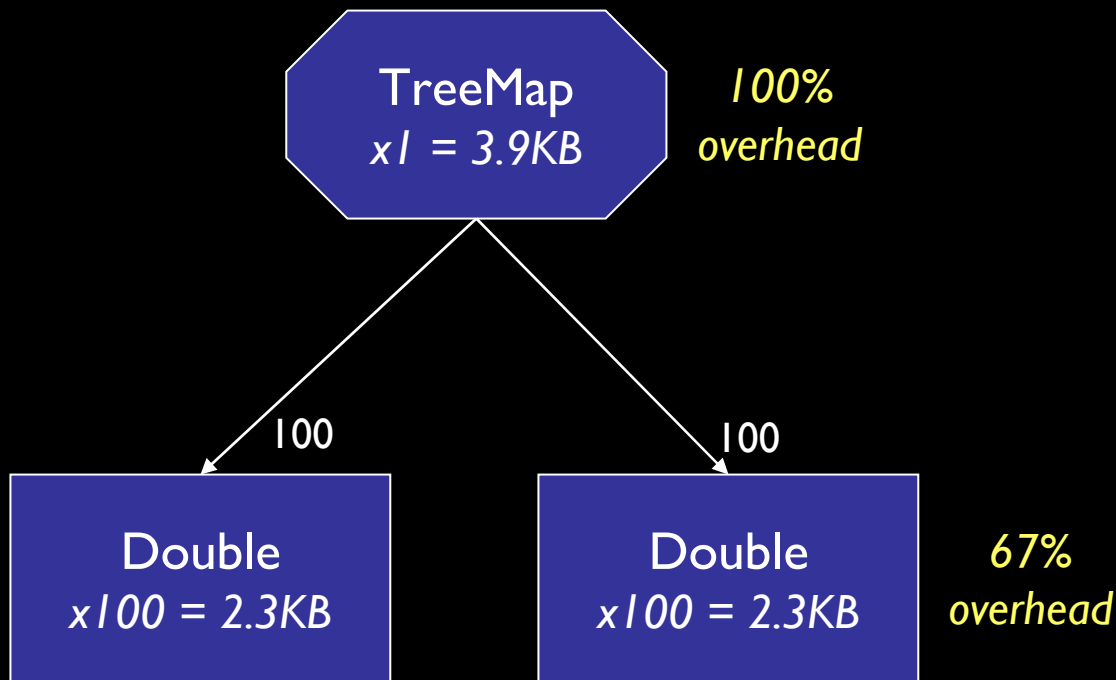 TreeMap
x1 = 3.9KB
100%
overhead
100
100
Double
x100 = 2.3KB
Double
x100 = 2.3KB
67%
overhead